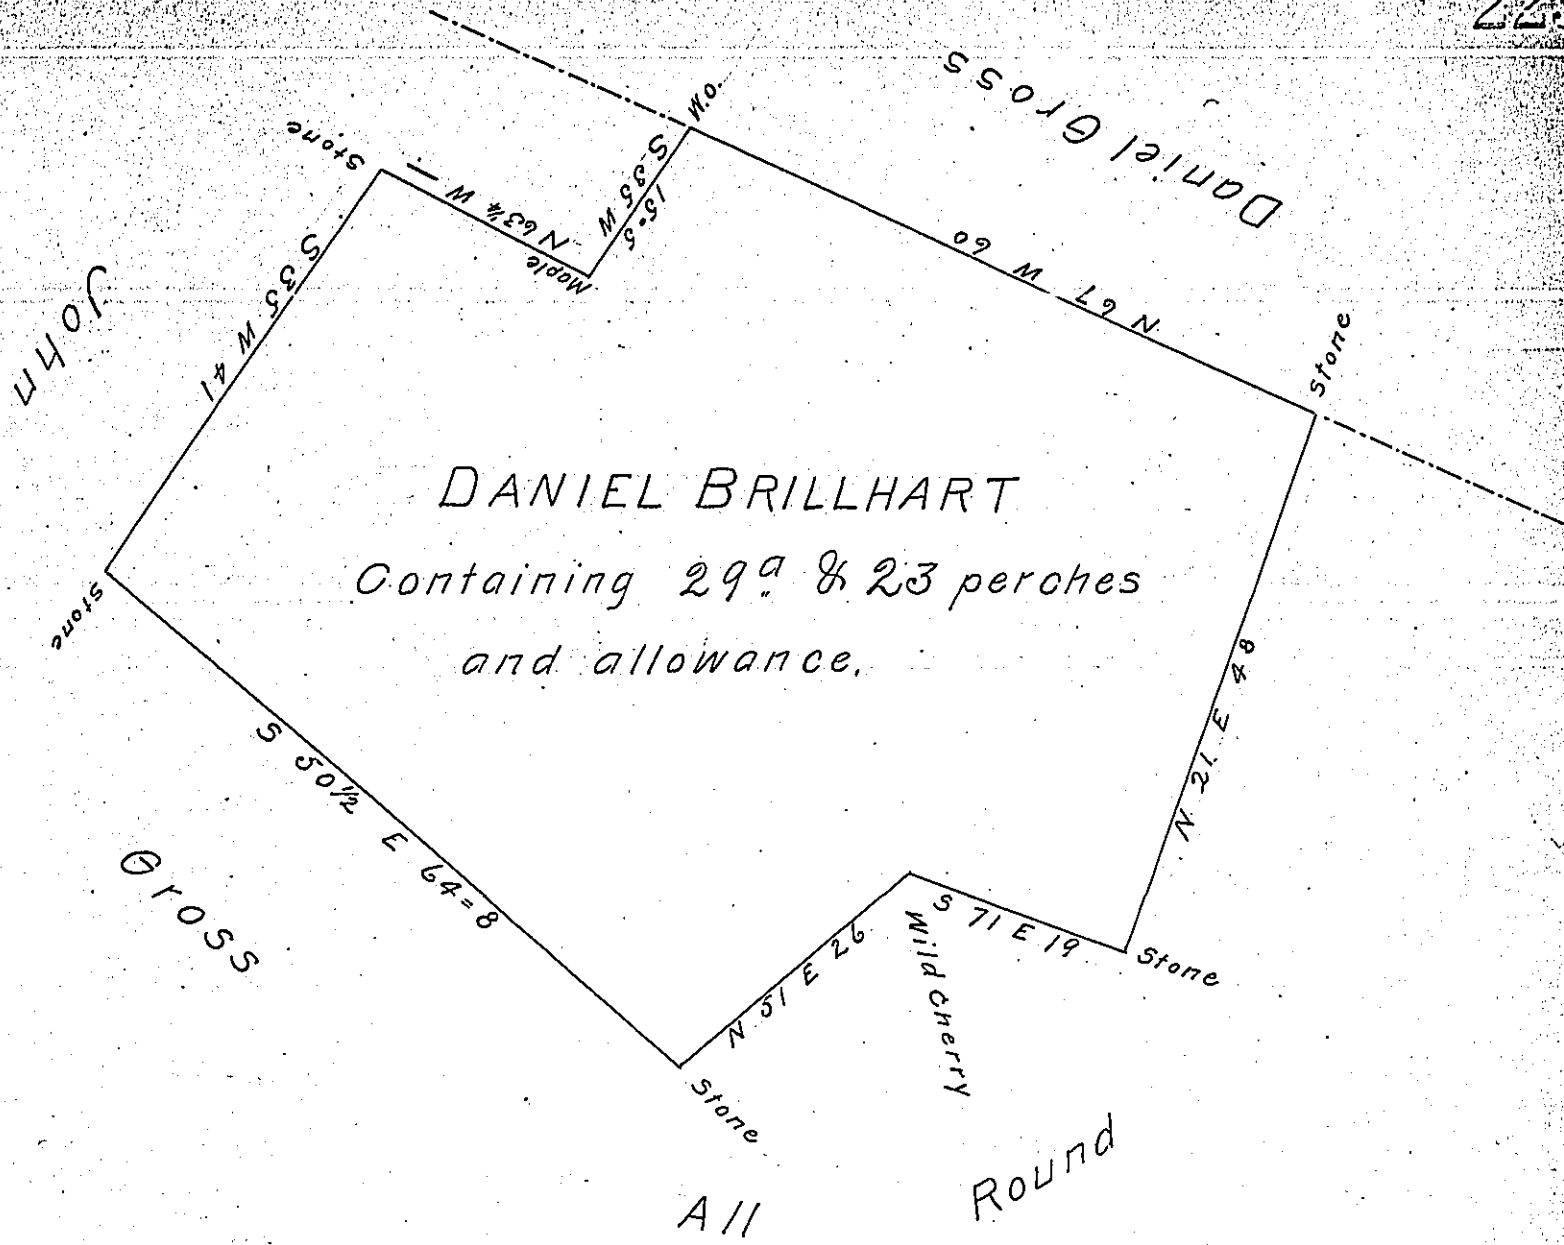 Daniel Gross
W.O.
Stone
S 35 W
15.5
N 63¼ W
Maple
N 67 W 60
Stone
S 35 W 41
John
DANIEL BRILLHART
Containing 29a & 23 perches
and allowance.
Stone
N 21 E 48
S 50½ E 64=8
Gross
N 51 E 26
S 71 E 19
Wild Cherry
Stone
Stone
All Round